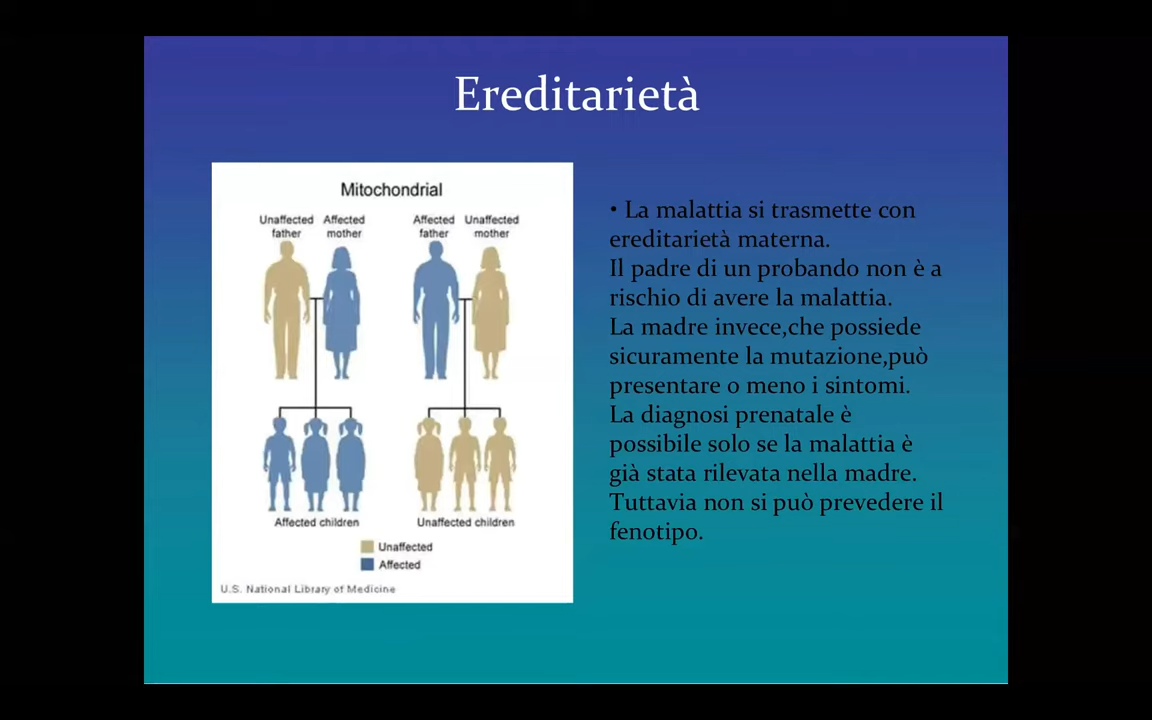 Ereditarietà
Mitochondrial
Unaffected father
Affected mother
Affected father
Unaffected mother
Affected children
Unaffected children
Unaffected
Affected
U.S. National Library of Medicine
• La malattia si trasmette con
ereditarietà materna.
Il padre di un probando non è a
rischio di avere la malattia.
La madre invece,che possiede
sicuramente la mutazione,può
presentare o meno i sintomi.
La diagnosi prenatale è
possibile solo se la malattia è
già stata rilevata nella madre.
Tuttavia non si può prevedere il
fenotipo.